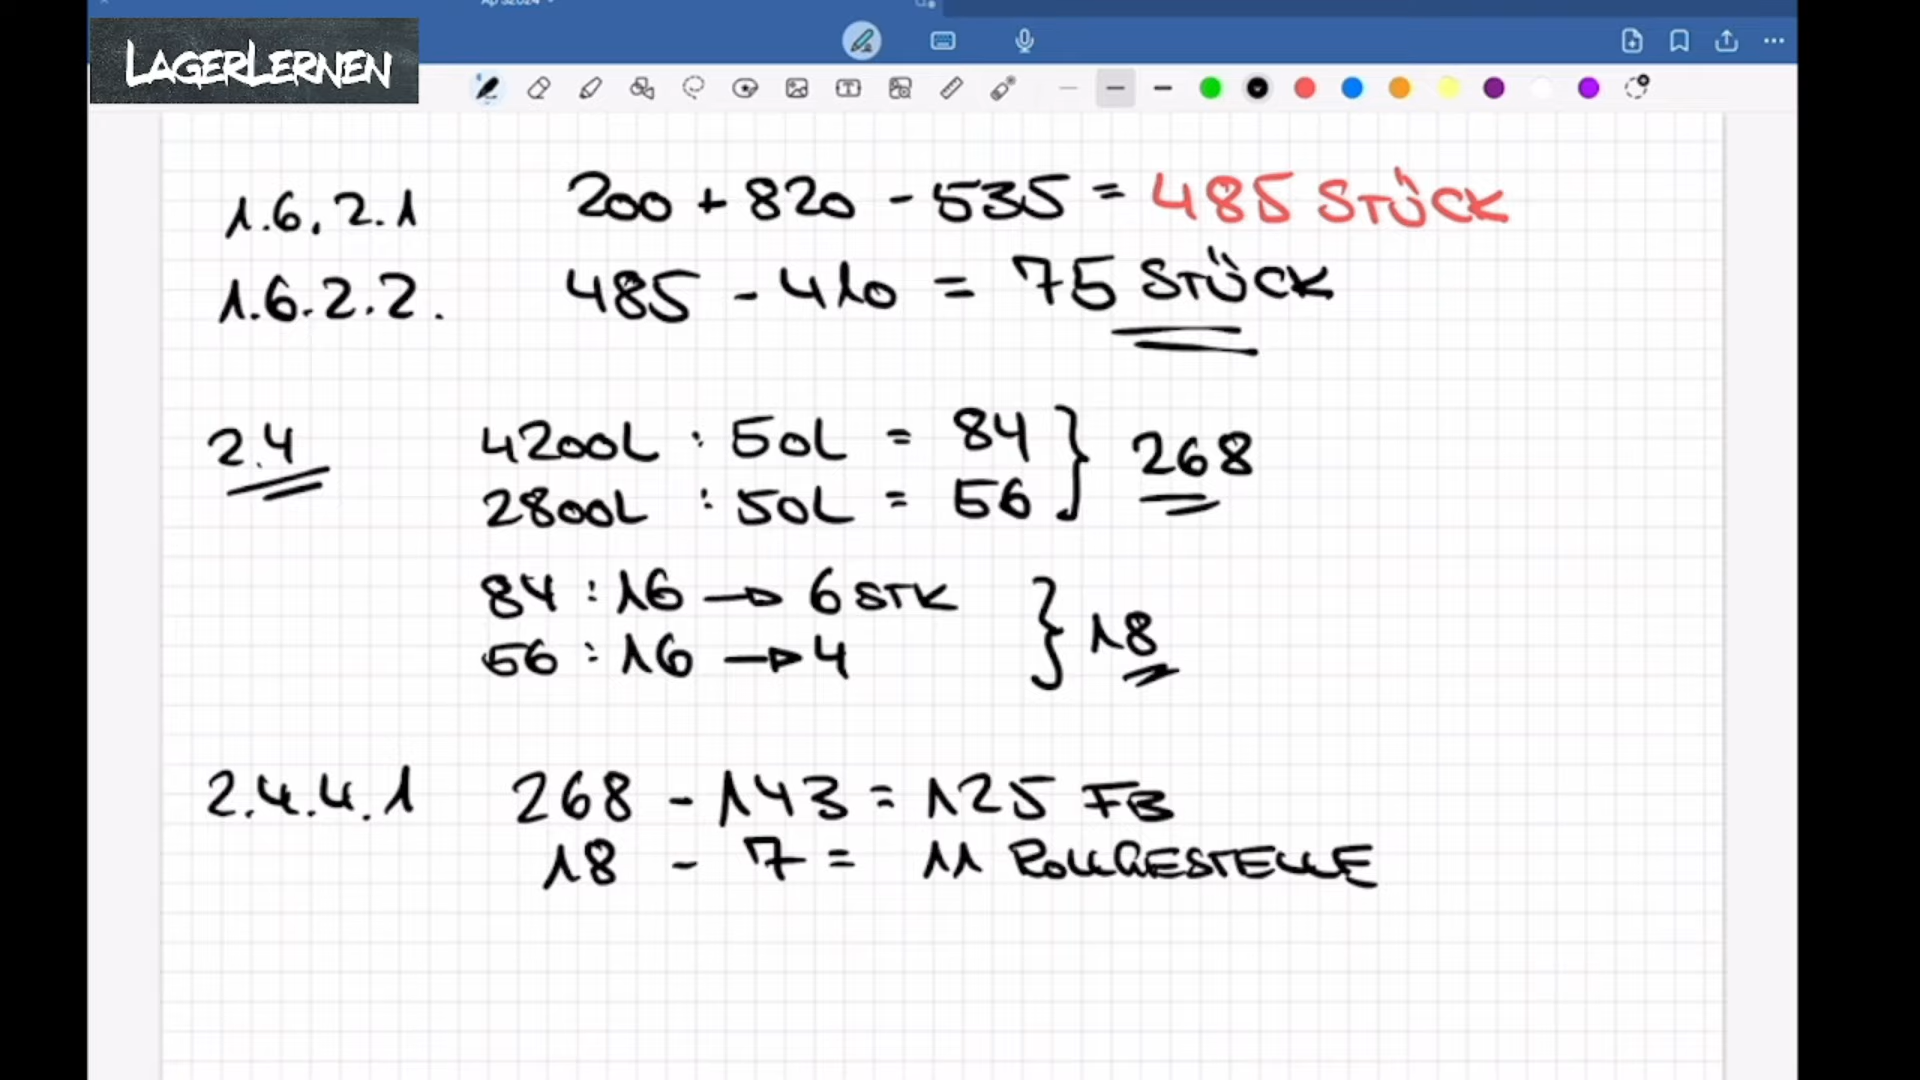 LAGERLERNEN
1.6.2.1 200 + 820 - 535 = 485 STÜCK
1.6.2.2. 485 - 410 = 75 STÜCK
2.4 4200L : 50L = 84 } 268
2800L : 50L = 56
84 : 16 → 6 STK } 18
56 : 16 → 4
2.4.4.1 268 - 143 = 125 FB
18 - 7 = 11 ROLLGESTELLE